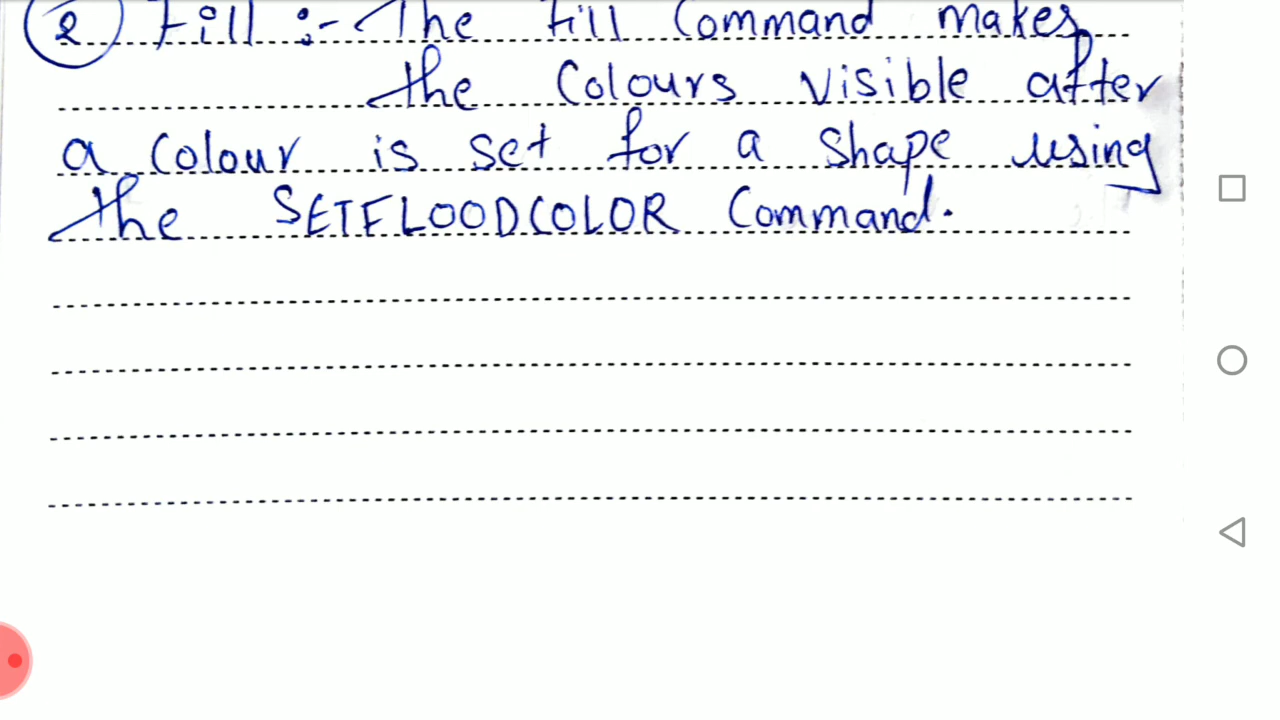 2 Fill :- The Fill Command makes
the Colours visible after
a Colour is set for a shape using
the SETFLOODCOLOR Command.